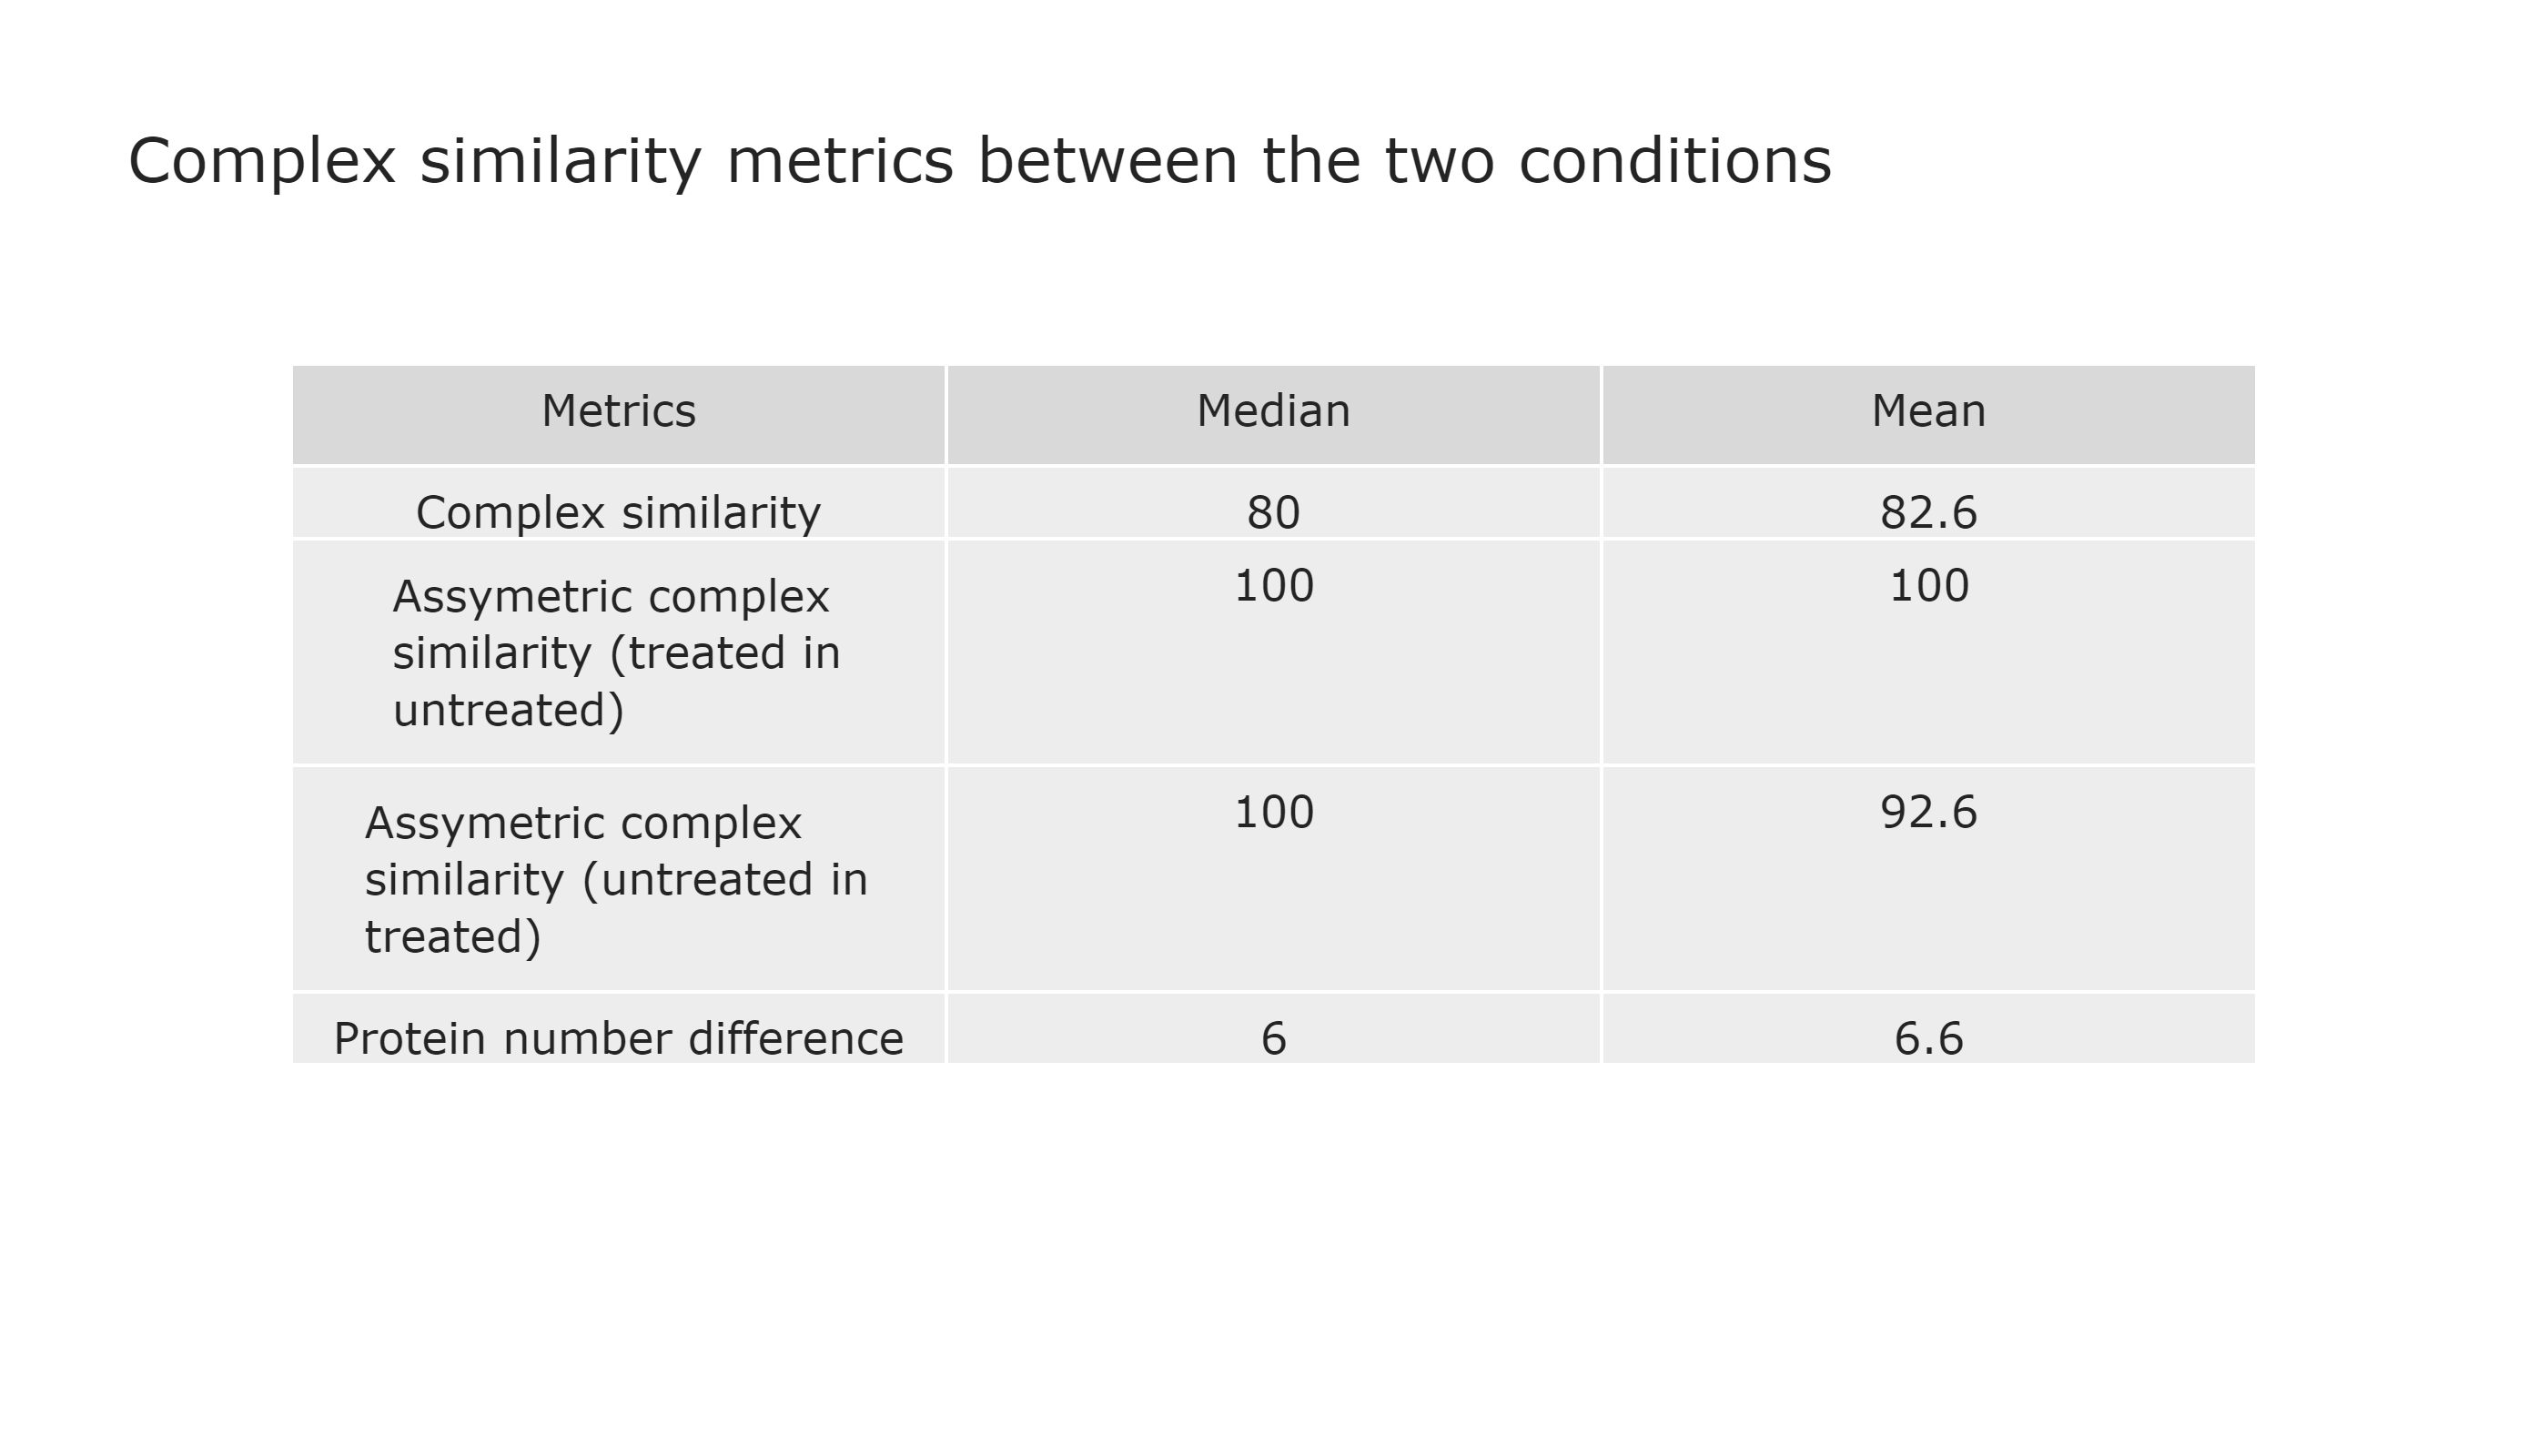 Complex similarity metrics between the two conditions
Metrics Median Mean
Complex similarity 80 82.6
Assymetric complex 100 100
similarity (treated in
untreated)
Assymetric complex 100 92.6
similarity (untreated in
treated)
Protein number difference 6 6.6